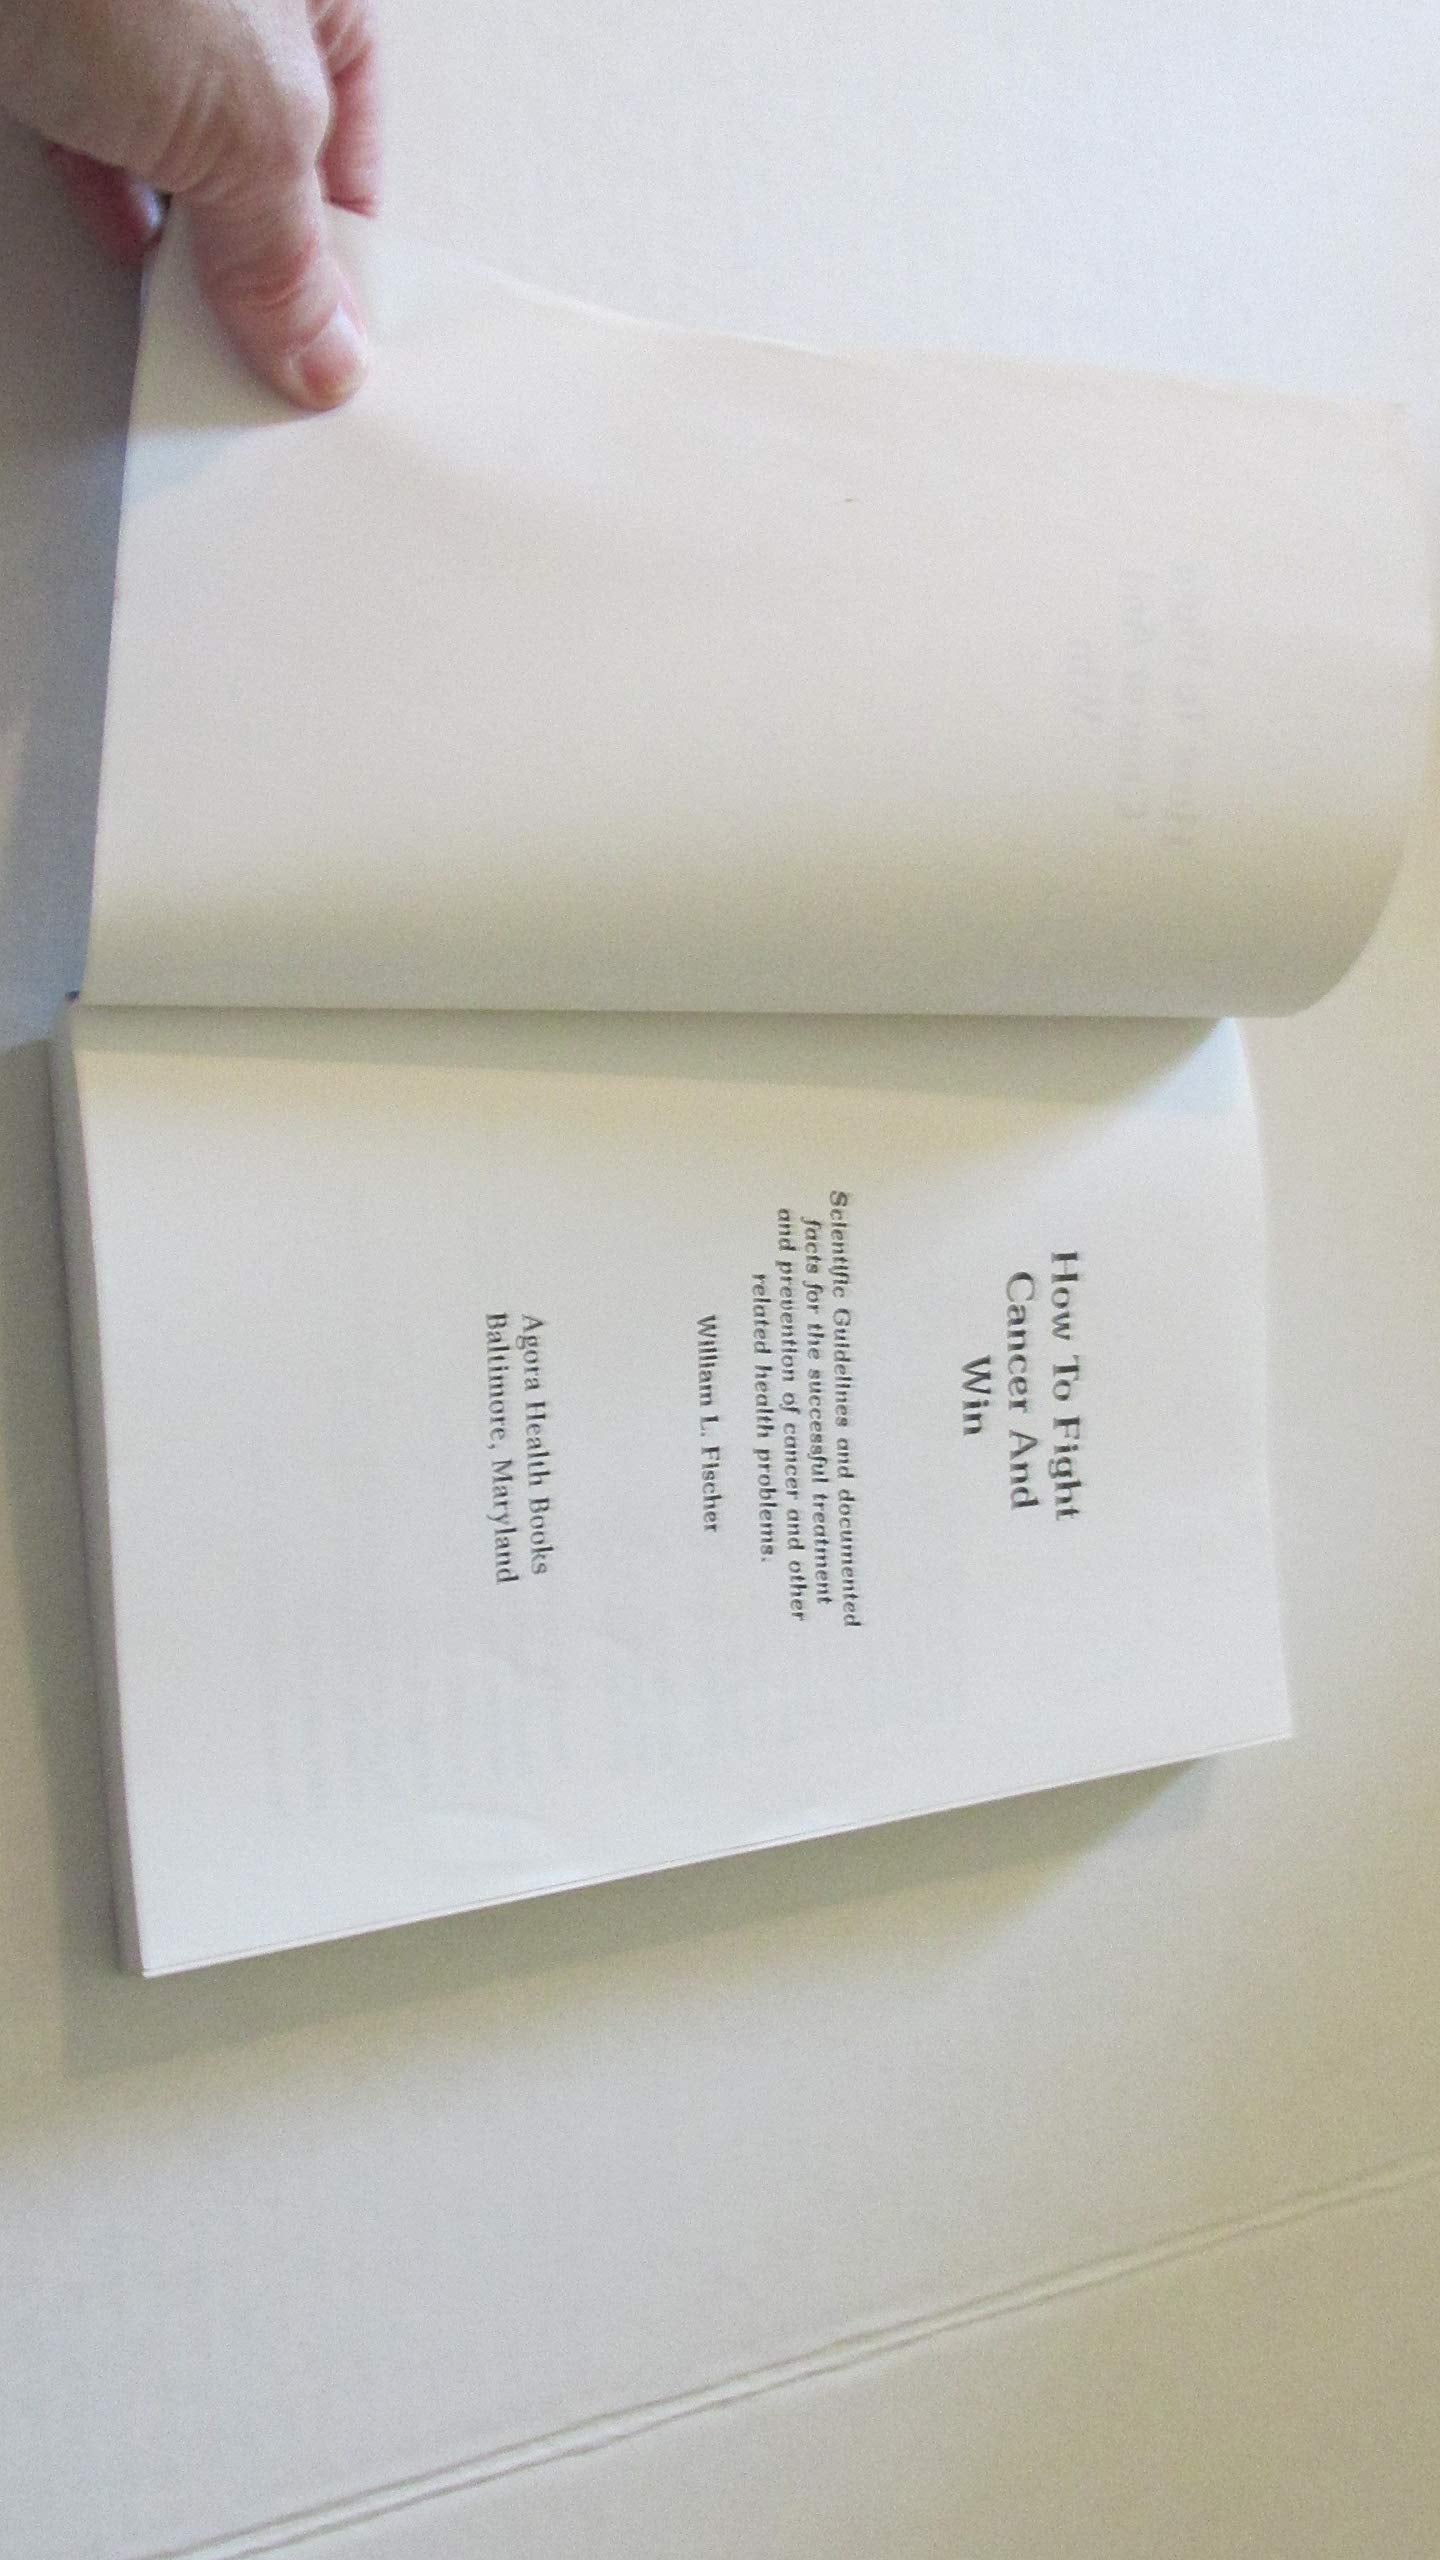 How To Fight
Cancer And
Win
Scientific Guidelines and documented
facts for the successful treatment
and prevention of cancer and other
related health problems.
William L. Fischer
Agora Health Books
Baltimore, Maryland